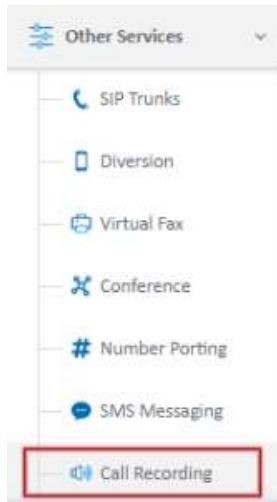 Other Services
SIP Trunks
Diversion
Virtual Fax
Conference
Number Porting
SMS Messaging
Call Recording